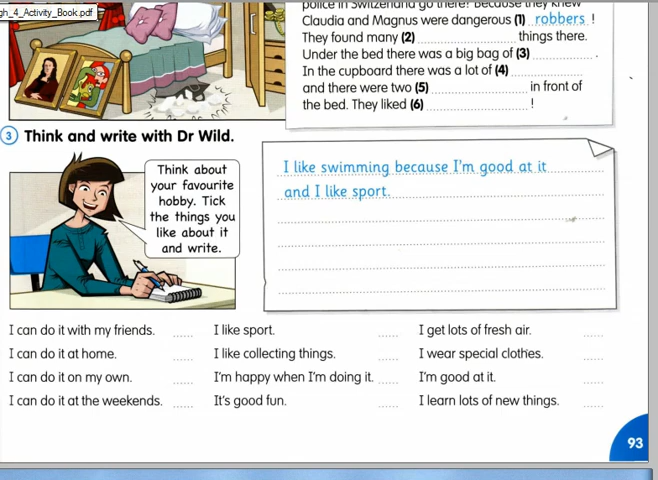 gh_4_Activity_Book.pdf
police in Switzerland go there? Because they knew
Claudia and Magnus were dangerous (1) robbers !
They found many (2) things there.
Under the bed there was a big bag of (3) .
In the cupboard there was a lot of (4)
and there were two (5) in front of
the bed. They liked (6) !
3 Think and write with Dr Wild.
Think about
your favourite
hobby. Tick
the things you
like about it
and write.
I like swimming because I'm good at it
and I like sport.
I can do it with my friends. I like sport. I get lots of fresh air.
I can do it at home. I like collecting things. I wear special clothes.
I can do it on my own. I'm happy when I'm doing it. I'm good at it.
I can do it at the weekends. It's good fun. I learn lots of new things.
93